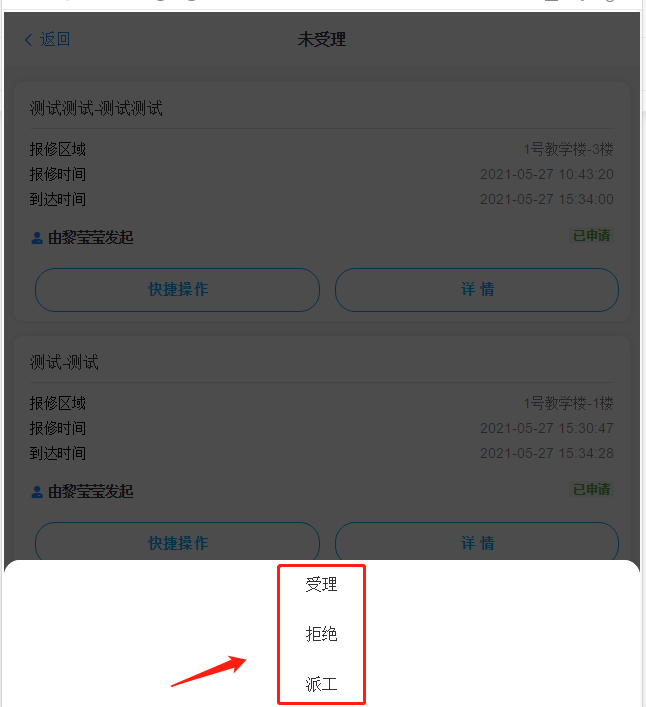 返回
未受理
测试测试-测试测试
报修区域 1号教学楼-3楼
报修时间 2021-05-27 10:43:20
到达时间 2021-05-27 15:34:00
由黎莹莹发起 已申请
快捷操作 详 情
测试-测试
报修区域 1号教学楼-1楼
报修时间 2021-05-27 15:30:47
到达时间 2021-05-27 15:34:28
由黎莹莹发起 已申请
快捷操作 详 情
受理
拒绝
派工